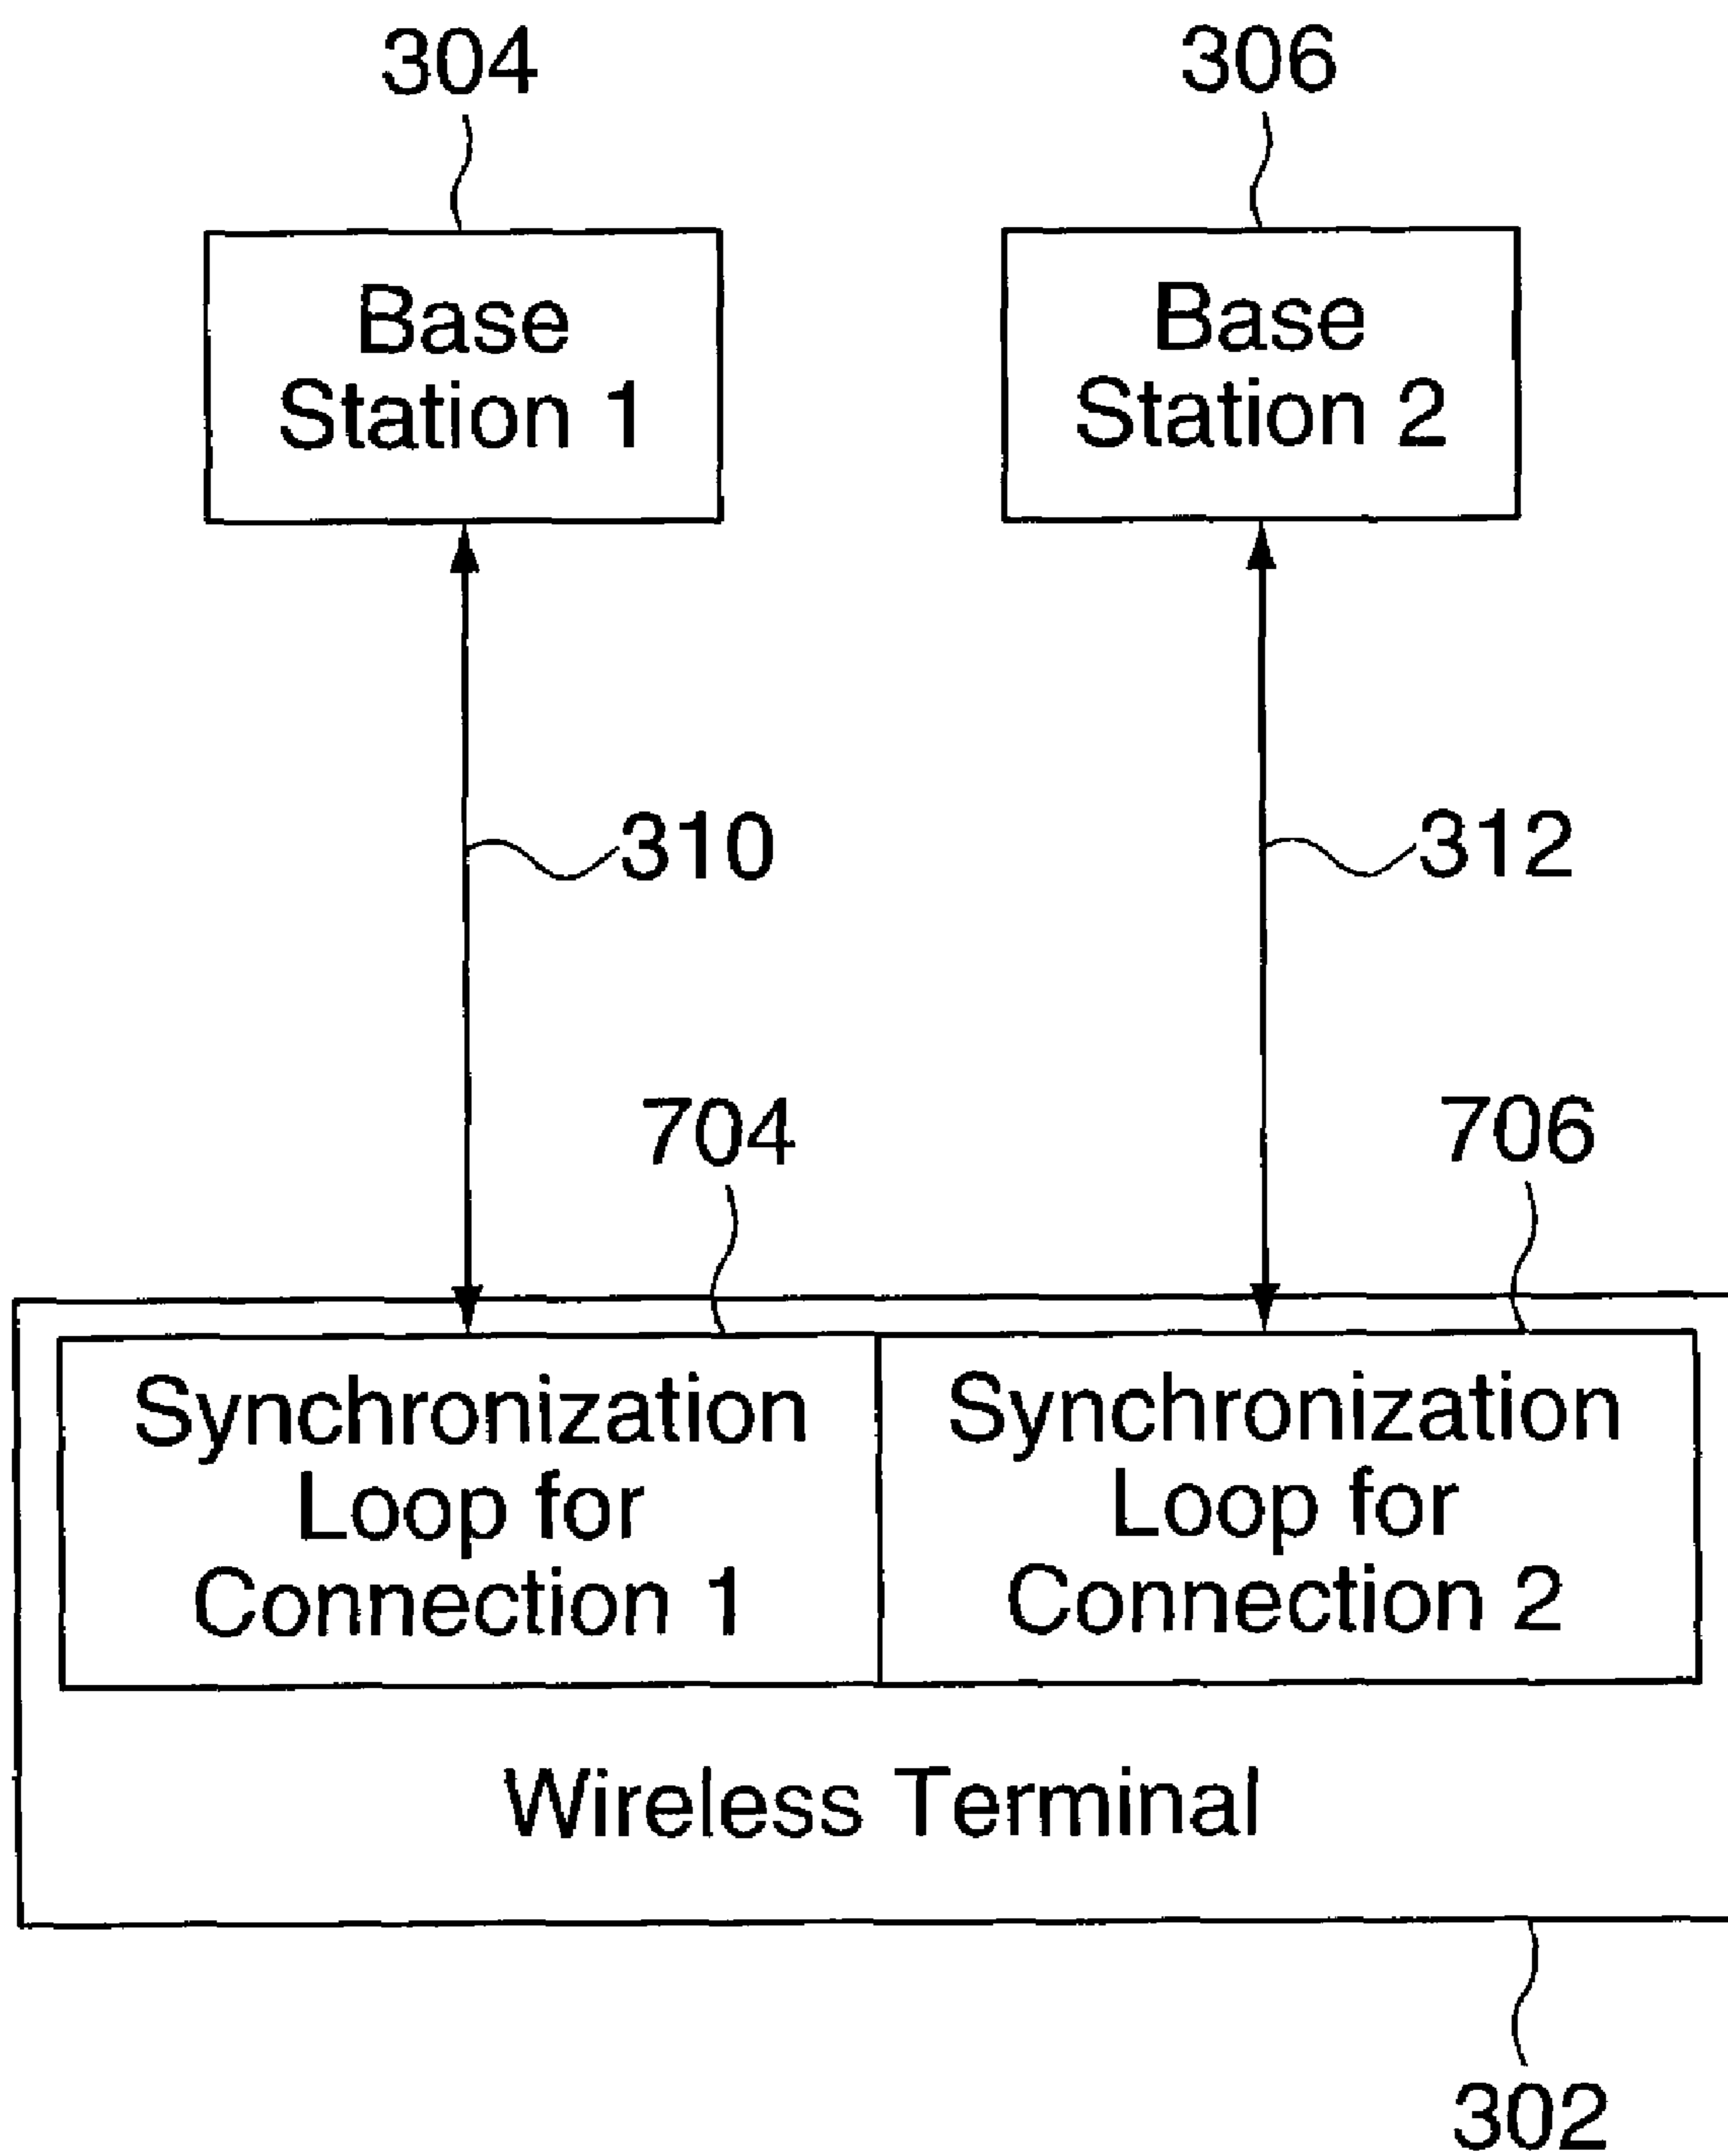 304
306
Base
Station 1
Base
Station 2
310
312
704
706
Synchronization
Loop for
Connection 1
Synchronization
Loop for
Connection 2
Wireless Terminal
302